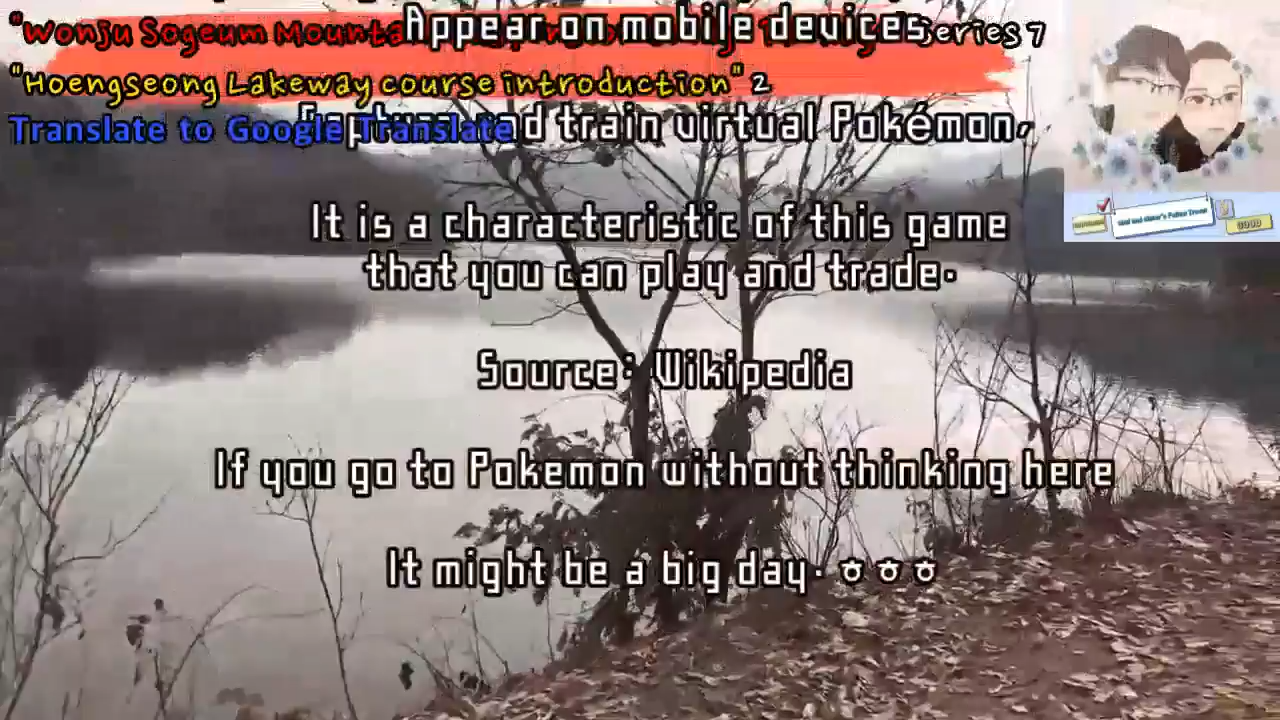 "Wonju Sogeum Mounta
Appear on mobile devices.
series 7
"Hoengseong Lakeway course introduction" 2
Translate to Google Translate
and train virtual Pokémon,
It is a characteristic of this game
that you can play and trade.
Source: Wikipedia
If you go to Pokemon without thinking here
It might be a big day. ㅎㅎㅎ